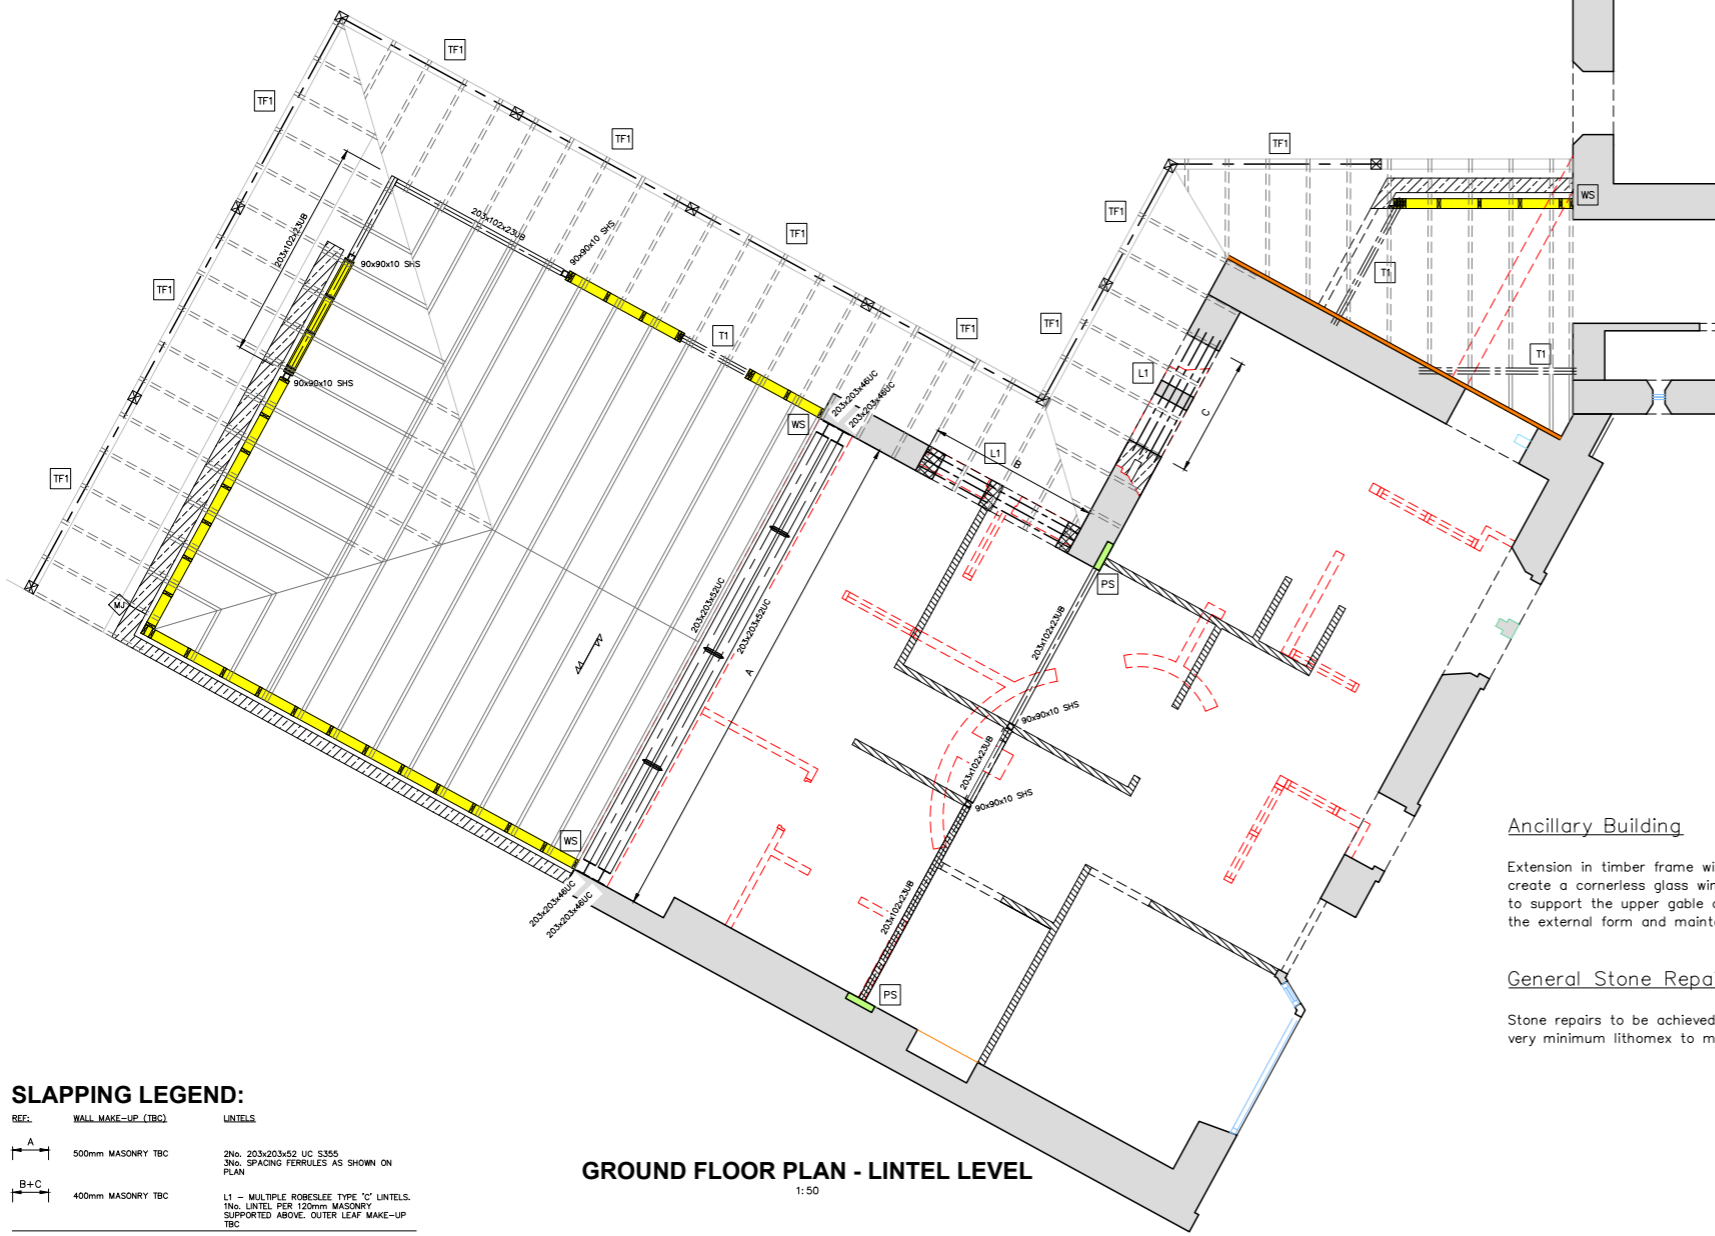 TF1
TF1
TF1
TF1
TF1
TF1
TF1
TF1
TF1
TF1
TF1
203x102x23UB
203x102x23UB
90x90x10 SHS
90x90x10 SHS
90x90x10 SHS
T1
T1
T1
WS
WS
WS
203x203x46UC
203x203x46UC
L1
L1
B
C
A
203x203x52UC
203x203x52UC
MJ
PS
PS
203x102x23UB
90x90x10 SHS
203x102x23UB
90x90x10 SHS
203x102x23UB
203x203x46UC
203x203x46UC
Ancillary Building
Extension in timber frame wi
create a cornerless glass win
to support the upper gable
the external form and maint
General Stone Repa
Stone repairs to be achieved
very minimum lithomex to m
SLAPPING LEGEND:
REF: WALL MAKE-UP (TBC) LINTELS
A 500mm MASONRY TBC 2No. 203x203x52 UC S355
3No. SPACING FERRULES AS SHOWN ON
PLAN
B+C 400mm MASONRY TBC L1 - MULTIPLE ROBESLEE TYPE 'C' LINTELS.
1No. LINTEL PER 120mm MASONRY
SUPPORTED ABOVE. OUTER LEAF MAKE-UP
TBC
GROUND FLOOR PLAN - LINTEL LEVEL
1:50